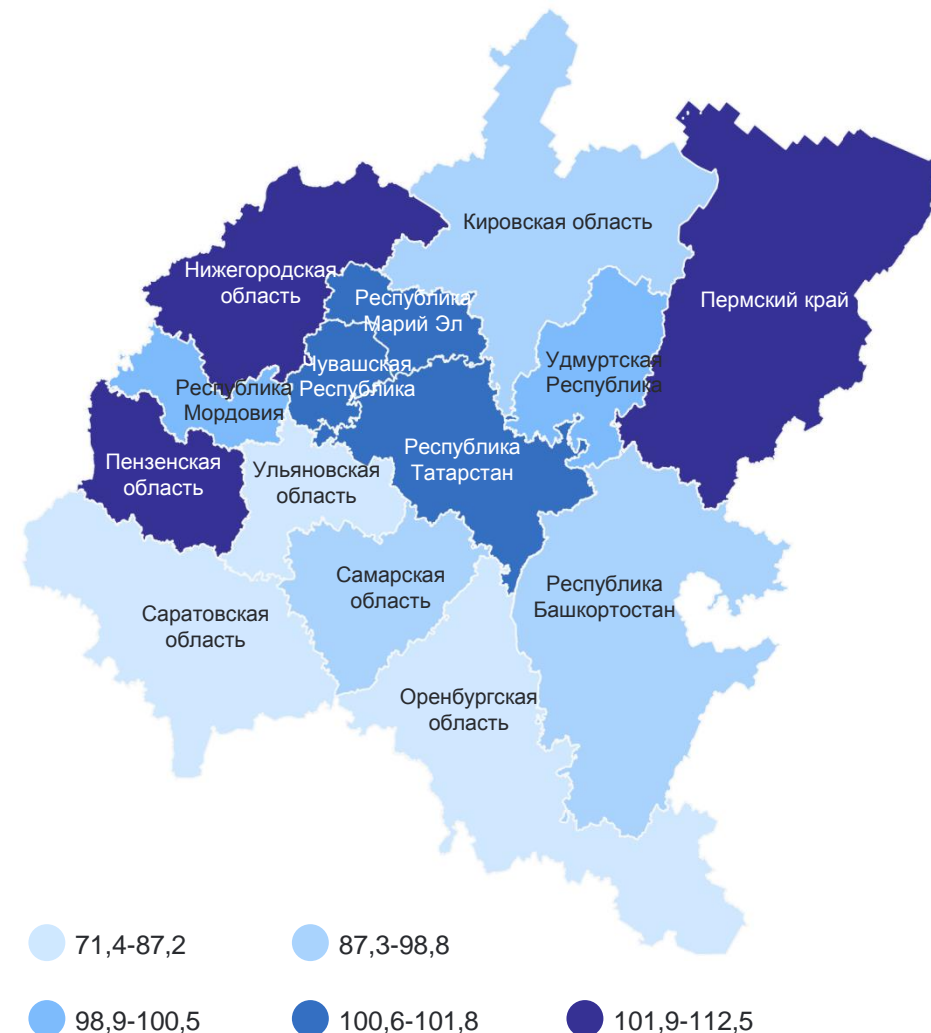 Кировская область
Нижегородская
область
Пермский край
Республика
Марий Эл
Удмуртская
Республика
Чувашская
Республика
Республика
Мордовия
Республика
Татарстан
Пензенская
область
Ульяновская
область
Самарская
область
Республика
Башкортостан
Саратовская
область
Оренбургская
область
71,4-87,2
87,3-98,8
98,9-100,5
100,6-101,8
101,9-112,5